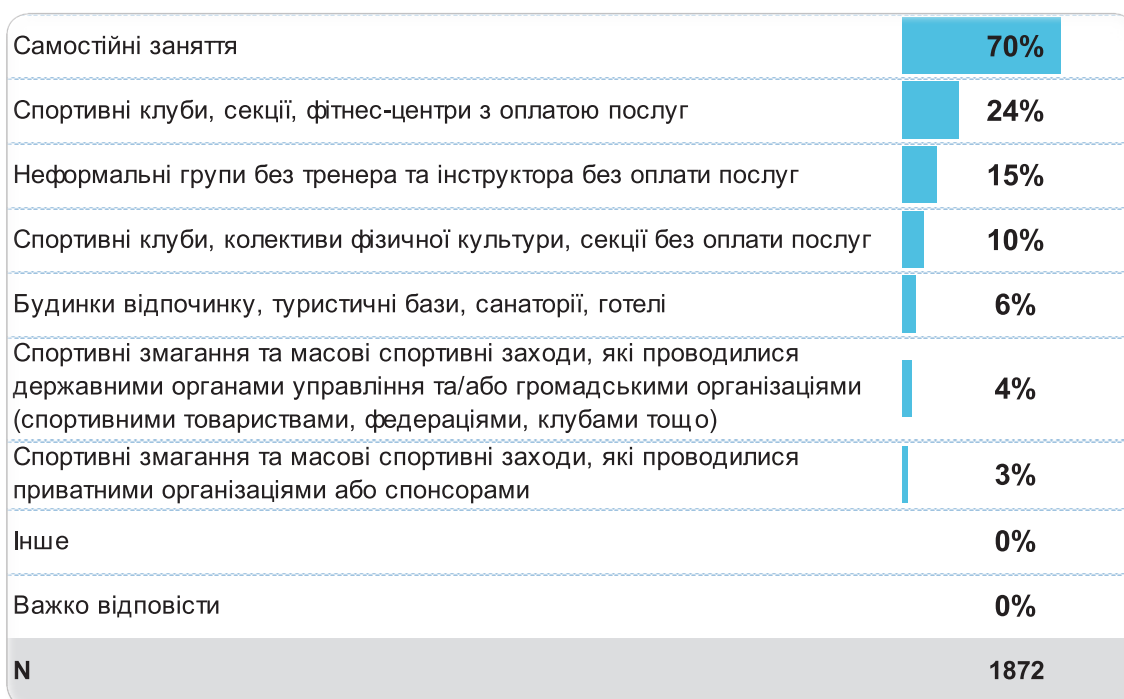 Самостійні заняття 70%
Спортивні клуби, секції, фітнес-центри з оплатою послуг 24%
Неформальні групи без тренера та інструктора без оплати послуг 15%
Спортивні клуби, колективи фізичної культури, секції без оплати послуг 10%
Будинки відпочинку, туристичні бази, санаторії, готелі 6%
Спортивні змагання та масові спортивні заходи, які проводилися
державними органами управління та/або громадськими організаціями 4%
(спортивними товариствами, федераціями, клубами тощо)
Спортивні змагання та масові спортивні заходи, які проводилися
приватними організаціями або спонсорами 3%
Інше 0%
Важко відповісти 0%
N 1872